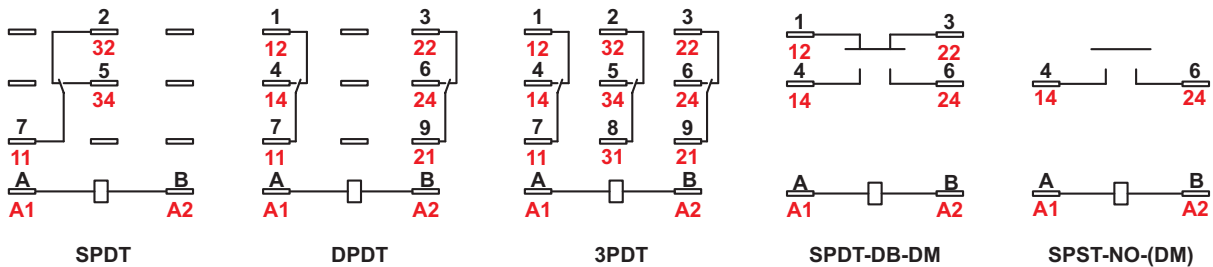 2
32
5
34
7
11
A B
A1 A2
SPDT
1 3
12 22
4 6
14 24
7 9
11 21
A B
A1 A2
DPDT
1 2 3
12 32 22
4 5 6
14 34 24
7 8 9
11 31 21
A B
A1 A2
3PDT
1 3
12 22
4 6
14 24
A B
A1 A2
SPDT-DB-DM
4 6
14 24
A B
A1 A2
SPST-NO-(DM)